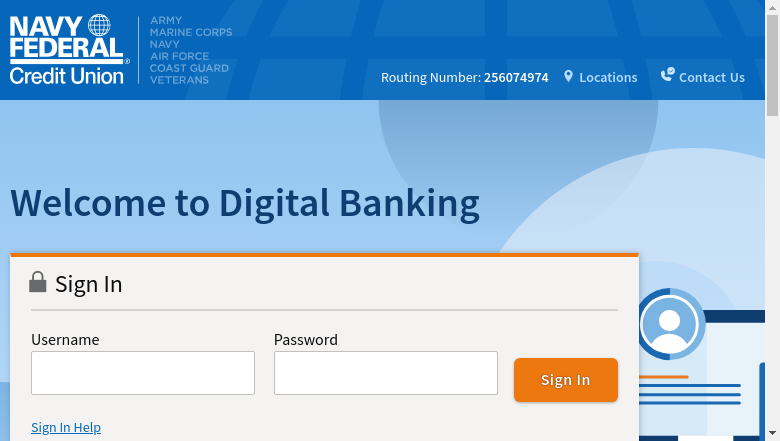 NAVY
FEDERAL®
Credit Union
ARMY
MARINE CORPS
NAVY
AIR FORCE
COAST GUARD
VETERANS
Routing Number: 256074974
Locations
Contact Us
Welcome to Digital Banking
Sign In
Username
Password
Sign In
Sign In Help